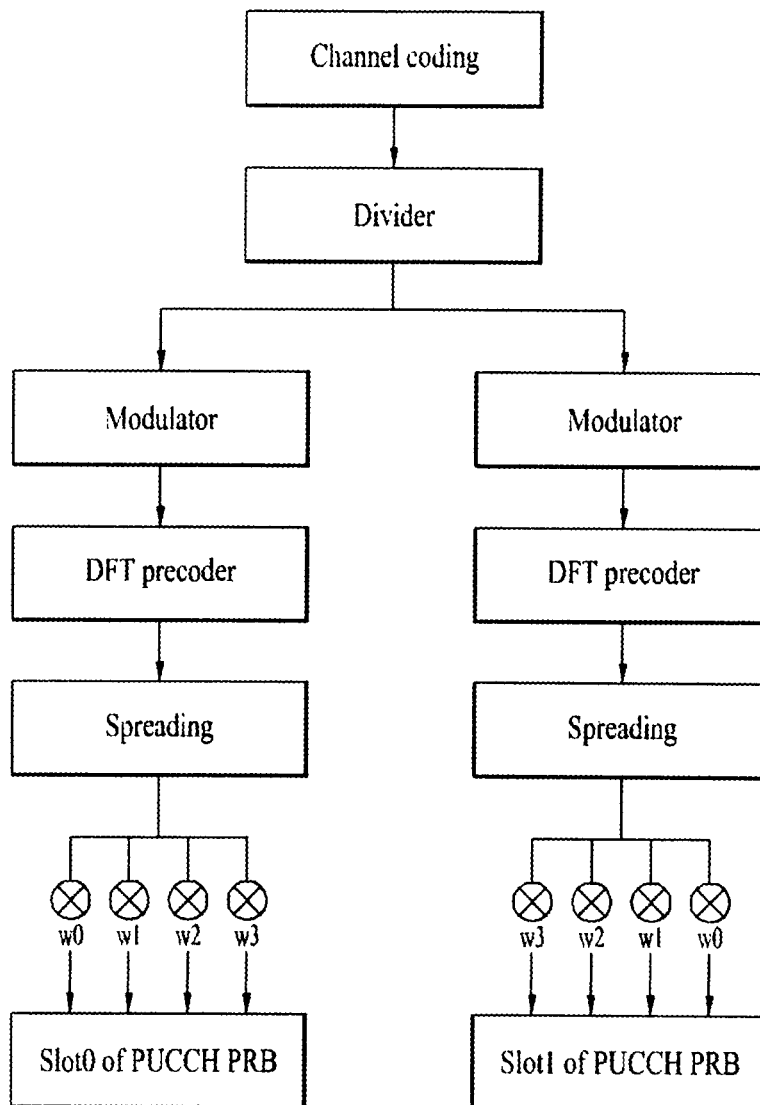 Channel coding
Divider
Modulator
Modulator
DFT precoder
DFT precoder
Spreading
Spreading
w0 w1 w2 w3
w3 w2 w1 w0
Slot0 of PUCCH PRB
Slot1 of PUCCH PRB